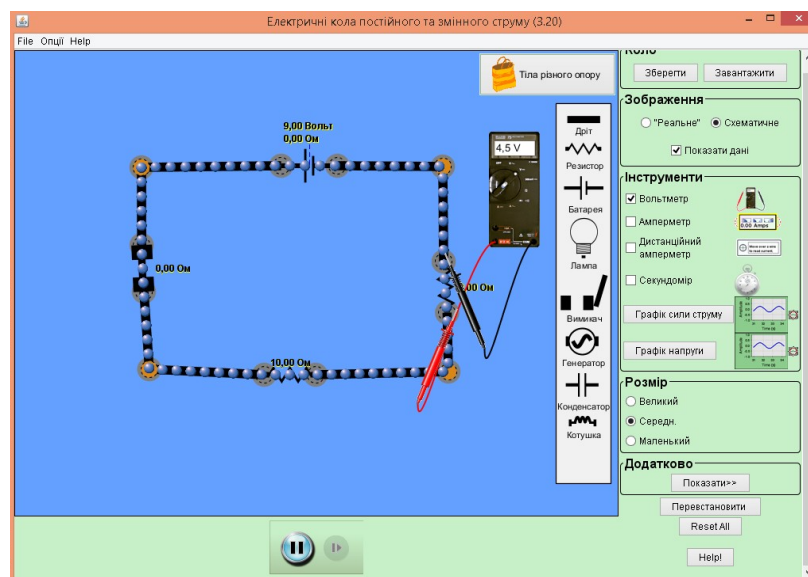 Електричні кола постійного та змінного струму (3.20)
File Опції Help
Коло
Зберегти Завантажити
Тіла різного опору
Зображення
"Реальне" Схематичне
Показати дані
9,00 Вольт
0,00 Ом
4,5 V
Дріт
Резистор
Батарея
Лампа
Вимикач
Генератор
Конденсатор
Котушка
0,00 Ом
Ом
10,00 Ом
Інструменти
Вольтметр
Амперметр
0.00 Amps
Дистанційний
амперметр
Секундомір
Графік сили струму
Графік напруги
Розмір
Великий
Середн.
Маленький
Додатково
Показати>>
Перевстановити
Reset All
Help!